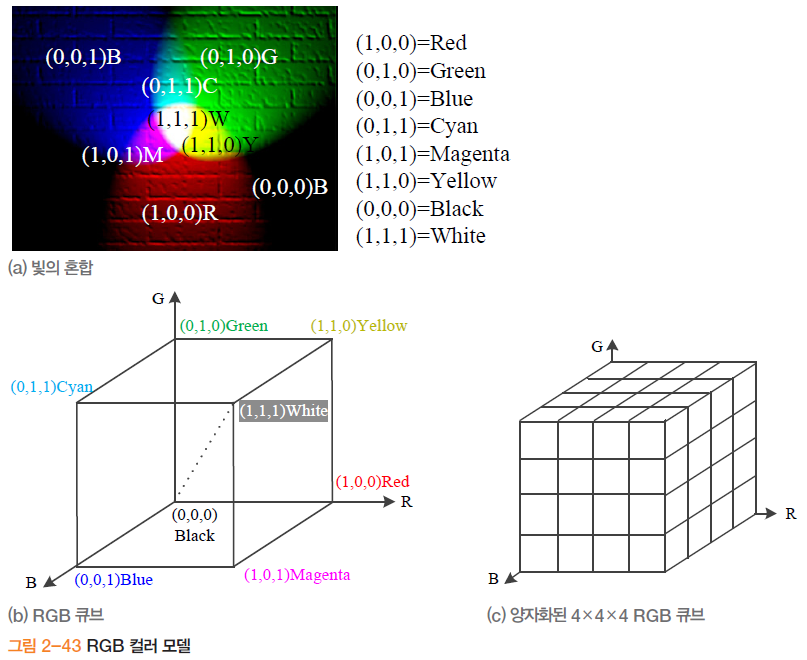 (0,0,1)B
(0,1,0)G
(0,1,1)C
(1,1,1)W
(1,1,0)Y
(1,0,1)M
(0,0,0)B
(1,0,0)R
(1,0,0)=Red
(0,1,0)=Green
(0,0,1)=Blue
(0,1,1)=Cyan
(1,0,1)=Magenta
(1,1,0)=Yellow
(0,0,0)=Black
(1,1,1)=White
(a) 빛의 혼합
G
(0,1,0)Green
(1,1,0)Yellow
(0,1,1)Cyan
(1,1,1)White
(1,0,0)Red
R
(0,0,0)
Black
B
(0,0,1)Blue
(1,0,1)Magenta
(b) RGB 큐브
G
R
B
(c) 양자화된 4×4×4 RGB 큐브
그림 2-43 RGB 컬러 모델